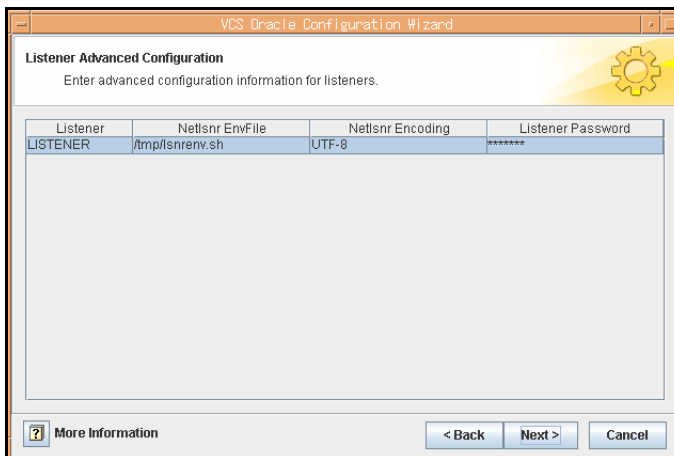 VCS Oracle Configuration Wizard
Listener Advanced Configuration
Enter advanced configuration information for listeners.
Listener Netlsnr EnvFile Netlsnr Encoding Listener Password
LISTENER /tmp/lsnrenv.sh UTF-8 *******
? More Information < Back Next > Cancel